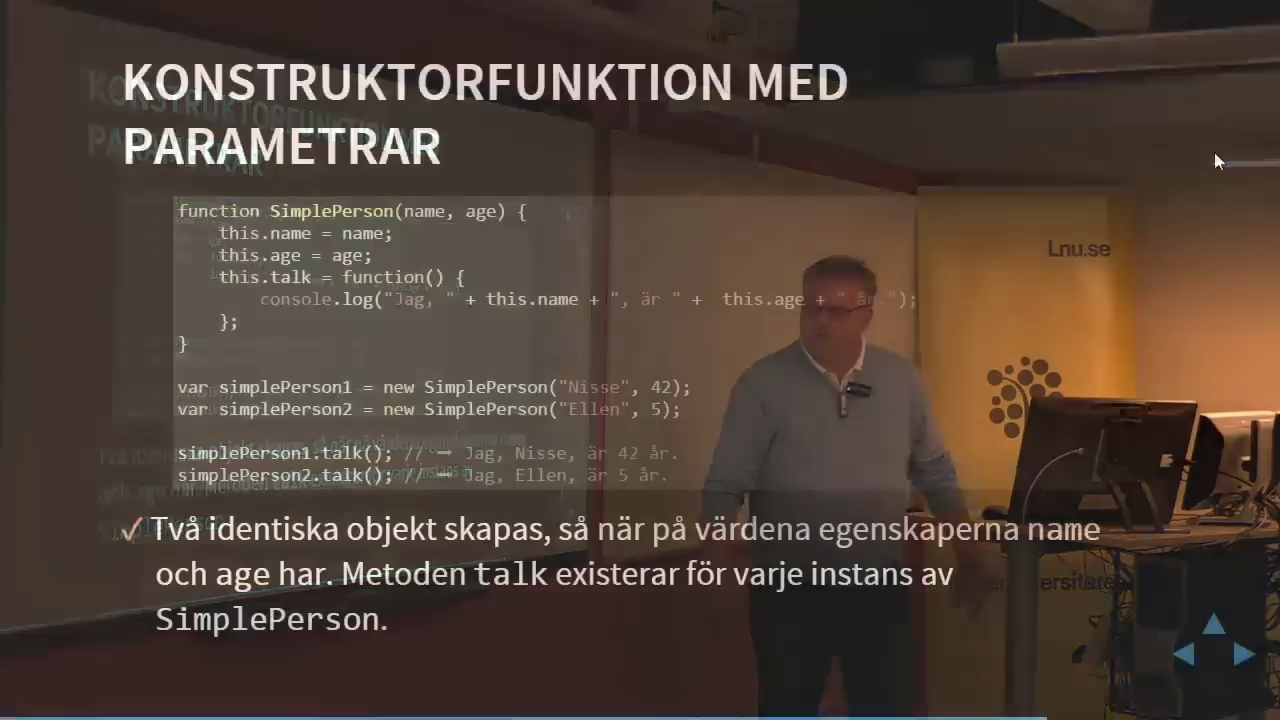 KONSTRUKTORFUNKTION MED
PARAMETRAR
function SimplePerson(name, age) {
    this.name = name;
    this.age = age;
    this.talk = function() {
        console.log("Jag, " + this.name + ", är " +  this.age + " år.");
    };
}
var simplePerson1 = new SimplePerson("Nisse", 42);
var simplePerson2 = new SimplePerson("Ellen", 5);
simplePerson1.talk(); // → Jag, Nisse, är 42 år.
simplePerson2.talk(); // → Jag, Ellen, är 5 år.
✓ Två identiska objekt skapas, så när på värdena egenskaperna name
och age har. Metoden talk existerar för varje instans av
SimplePerson.
Lnu.se